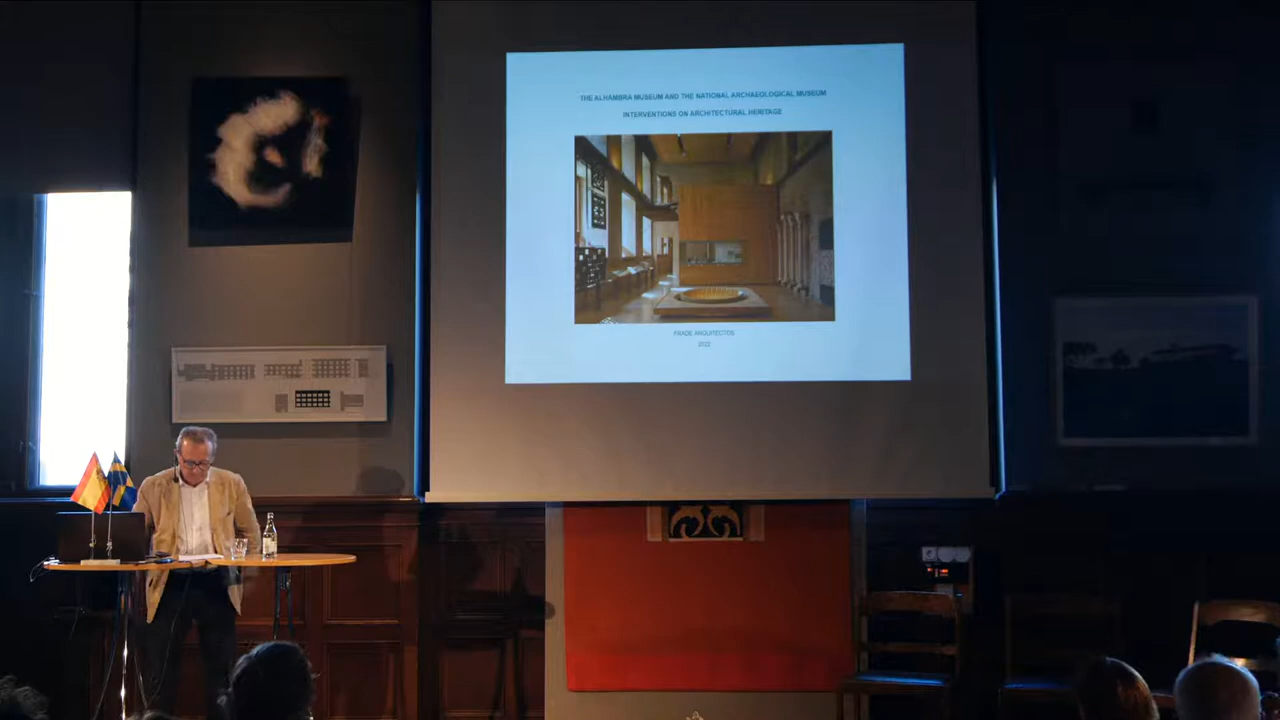 THE ALHAMBRA MUSEUM AND THE NATIONAL ARCHAEOLOGICAL MUSEUM
INTERVENTIONS ON ARCHITECTURAL HERITAGE
FRADE ARQUITECTOS
2022